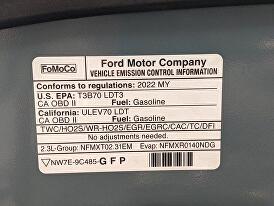 FoMoCo
Ford Motor Company
VEHICLE EMISSION CONTROL INFORMATION
Conforms to regulations: 2022 MY
U.S. EPA: T3B70 LDT3
CA OBD II Fuel: Gasoline
California: ULEV70 LDT
CA OBD II Fuel: Gasoline
TWC/HO2S/WR-HO2S/EGR/EGRC/CAC/TC/DFI
No adjustments needed.
2.3L-Group: NFMXT02.31EM Evap: NFMXR0140NDG
NW7E-9C485-GFP